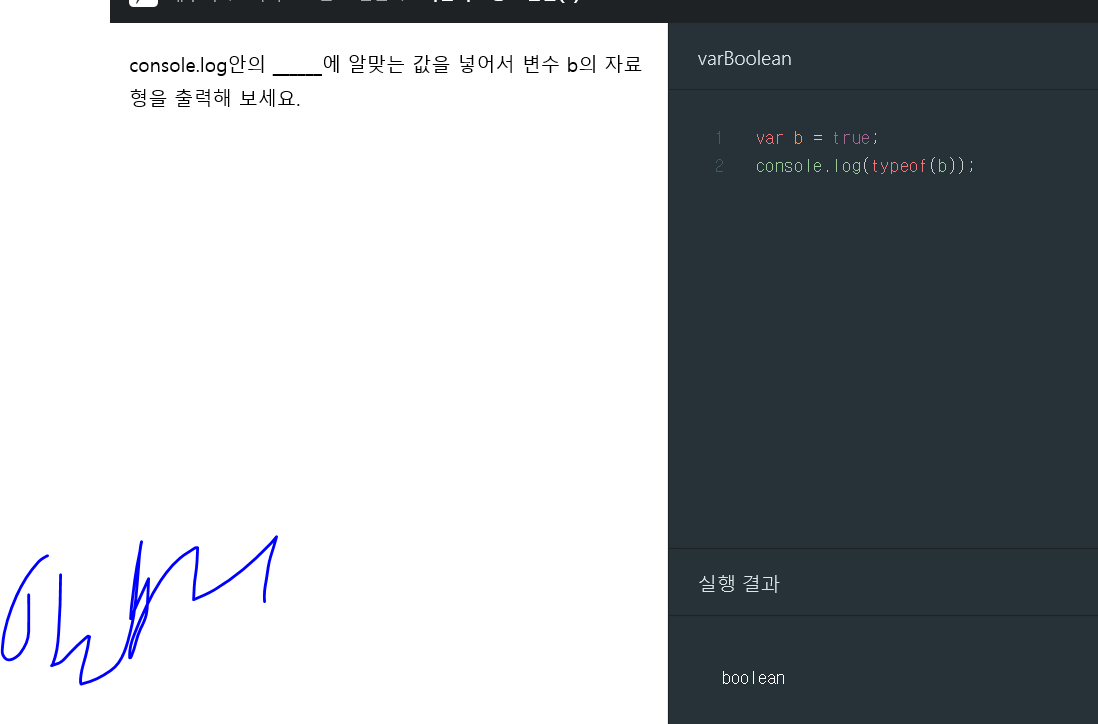 console.log안의 ______에 알맞는 값을 넣어서 변수 b의 자료
형을 출력해 보세요.
varBoolean
1 var b = true;
2 console.log(typeof(b));
실행 결과
boolean